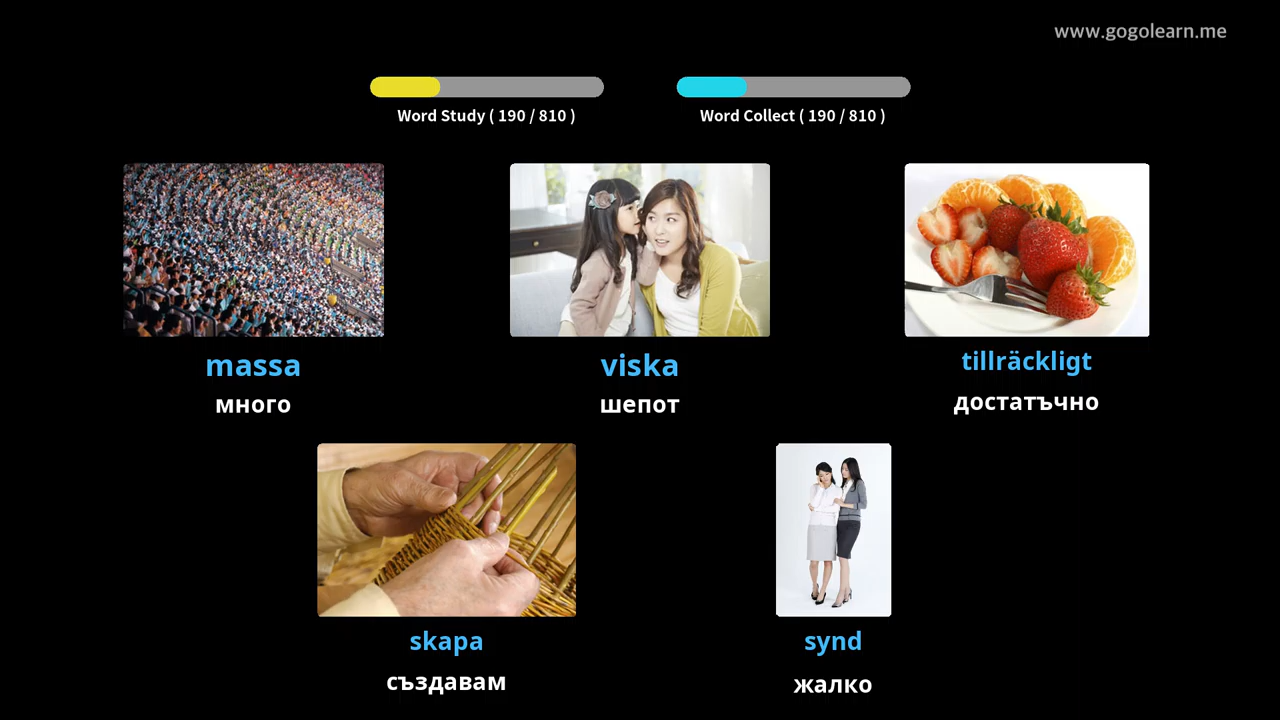 www.gogolearn.me
Word Study ( 190 / 810 )
Word Collect ( 190 / 810 )
massa
много
viska
шепот
tillräckligt
достатъчно
skapa
създавам
synd
жалко